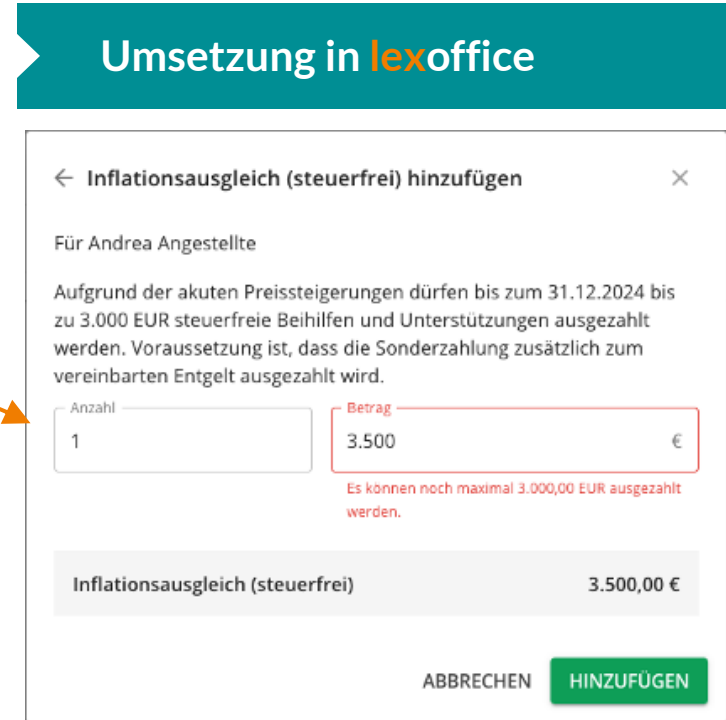 Umsetzung in lexoffice
← Inflationsausgleich (steuerfrei) hinzufügen ×
Für Andrea Angestellte
Aufgrund der akuten Preissteigerungen dürfen bis zum 31.12.2024 bis
zu 3.000 EUR steuerfreie Beihilfen und Unterstützungen ausgezahlt
werden. Voraussetzung ist, dass die Sonderzahlung zusätzlich zum
vereinbarten Entgelt ausgezahlt wird.
Anzahl Betrag
1 3.500 €
Es können noch maximal 3.000,00 EUR ausgezahlt
werden.
Inflationsausgleich (steuerfrei) 3.500,00 €
ABBRECHEN HINZUFÜGEN